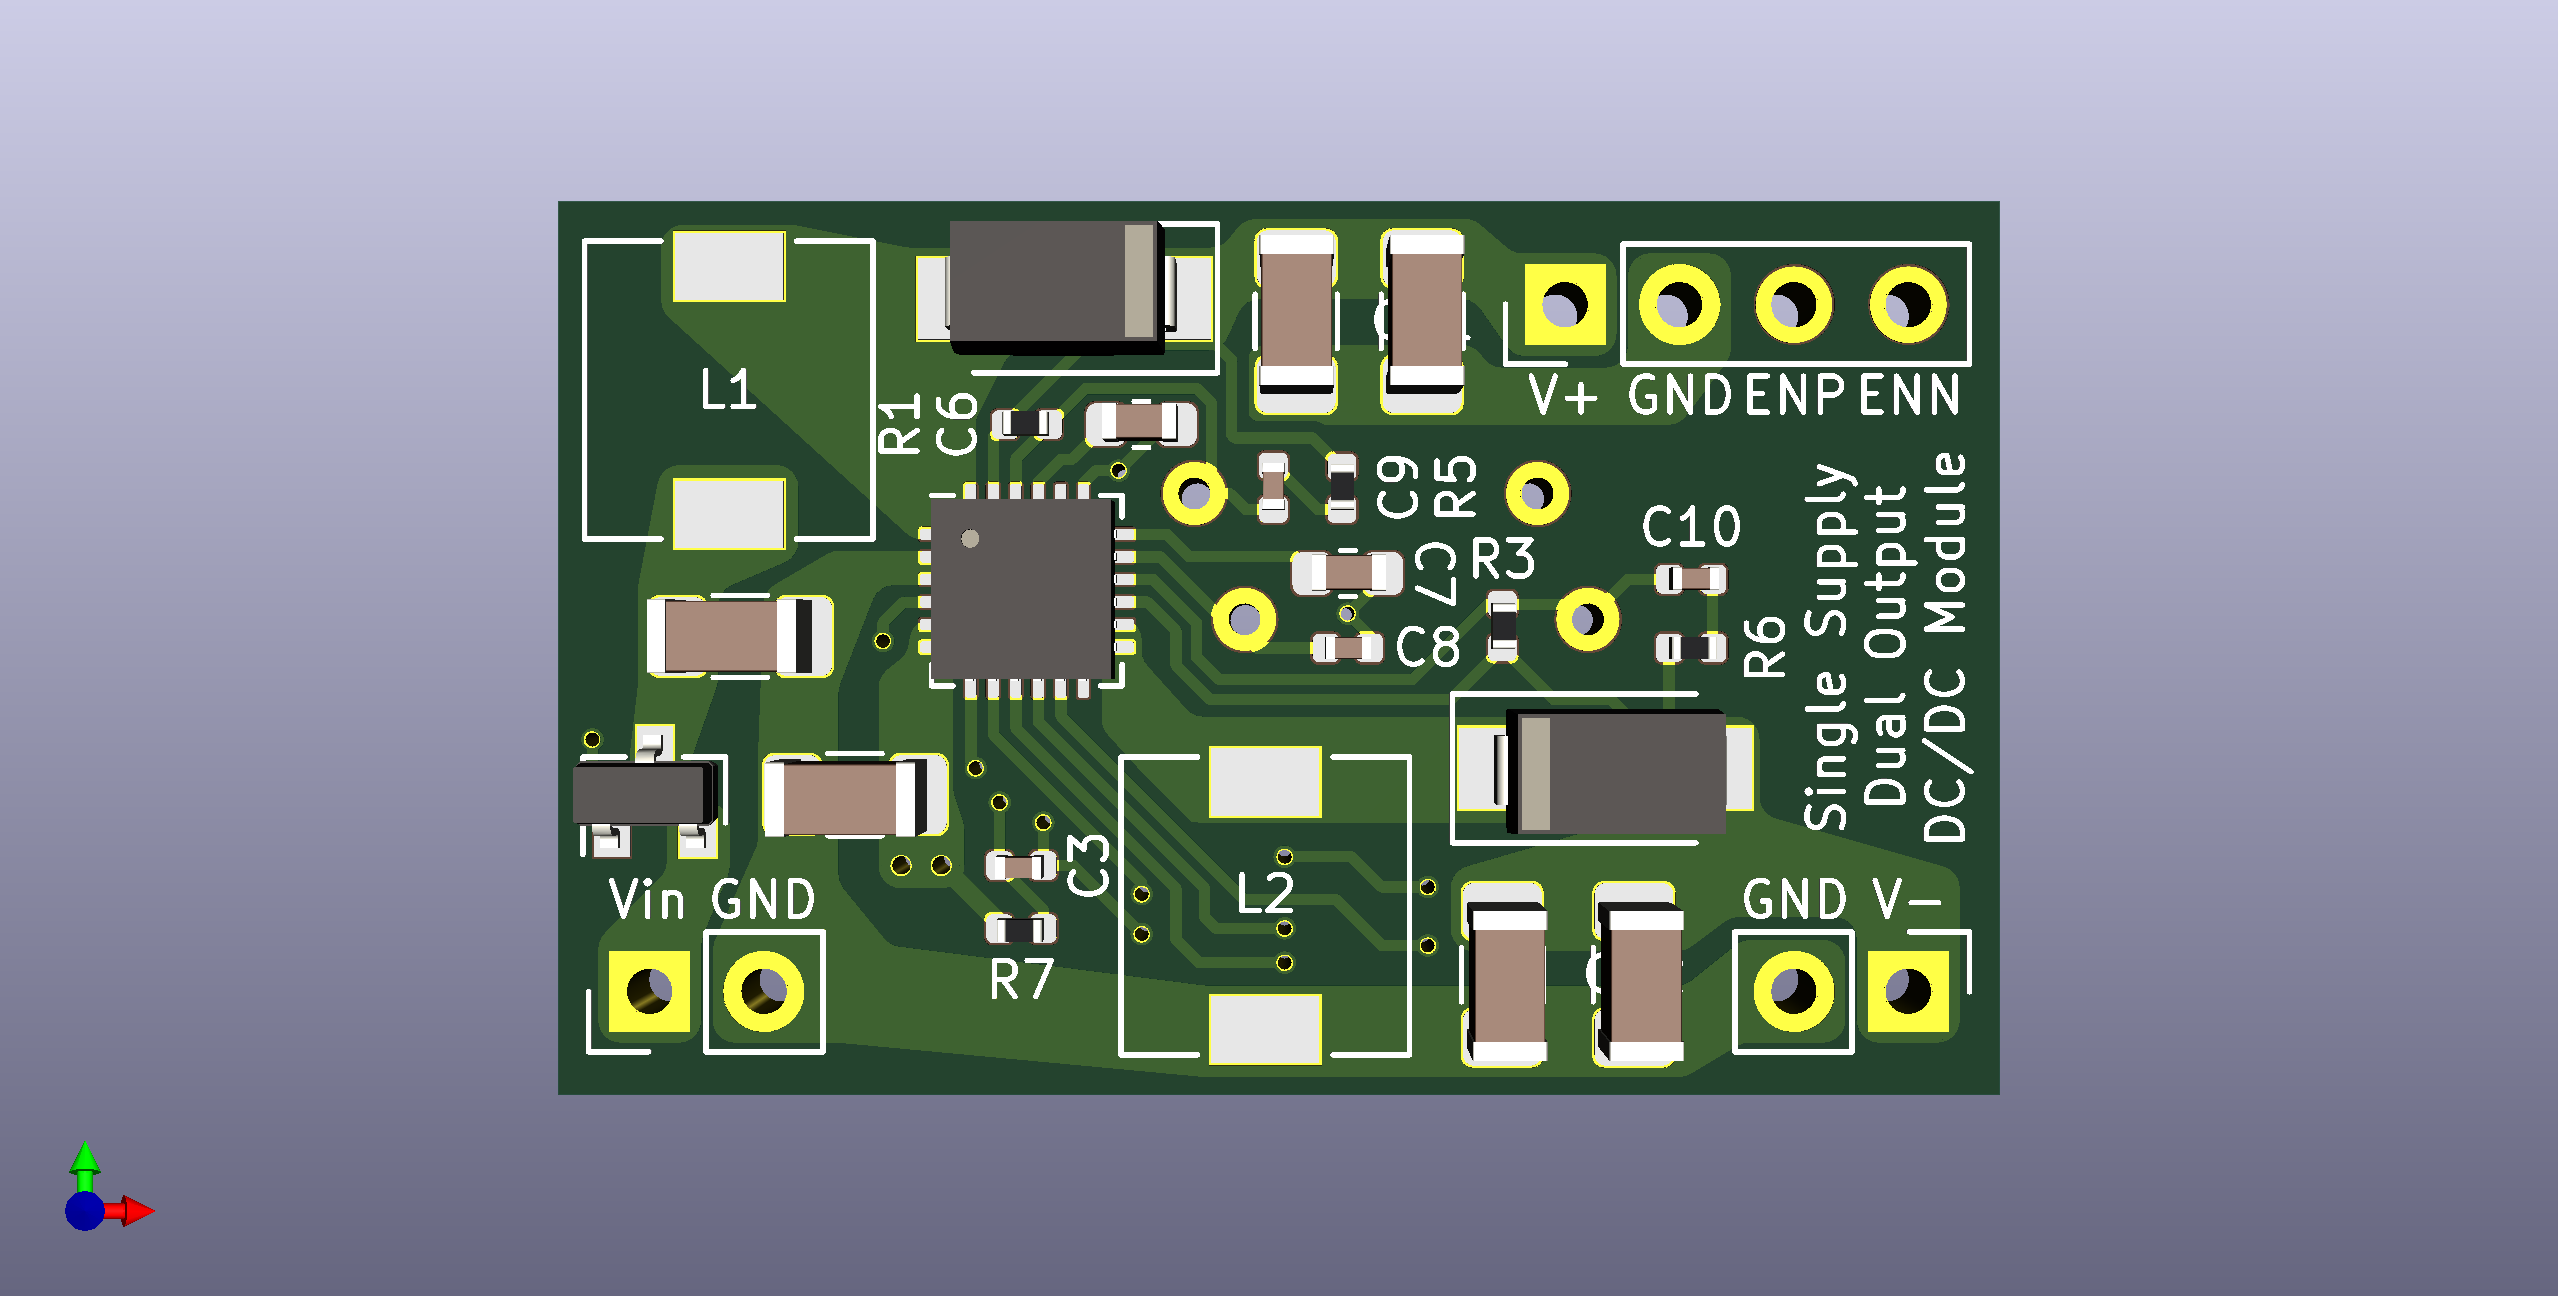 L1
R1
C6
V+ GND ENP ENN
C9
R5
C7
R3
C10
C8
R6
Single Supply
Dual Output
DC/DC Module
Vin GND
C3
R7
L2
GND V-